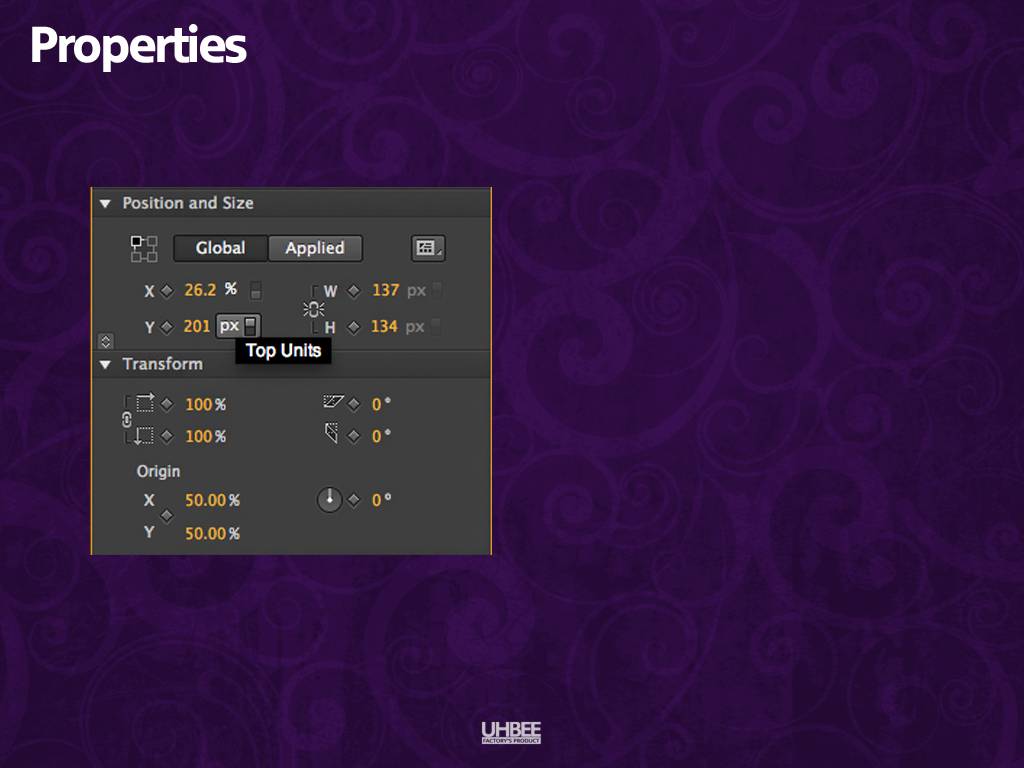 Properties
Position and Size
Global Applied
X 26.2 % W 137 px
Y 201 px H 134 px
Top Units
Transform
100% 0°
100% 0°
Origin
X 50.00% 0°
Y 50.00%
UHBEE
FACTORY'S PRODUCT